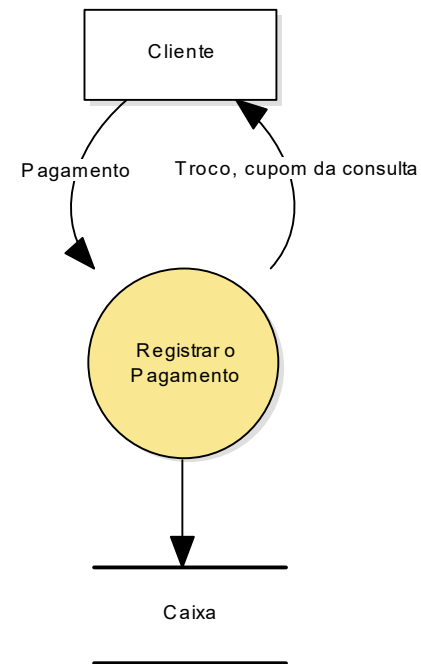 Cliente
Pagamento
Troco, cupom da consulta
Registrar o
Pagamento
Caixa